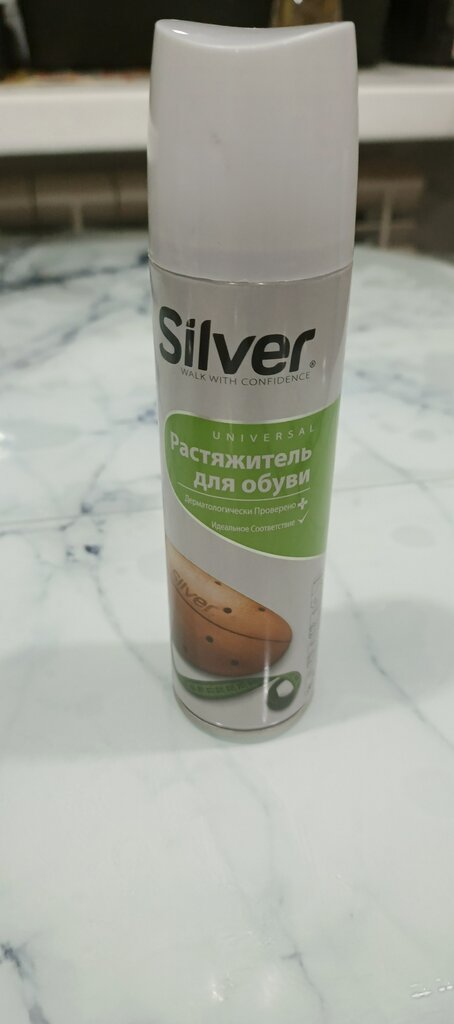 Silver®
WALK WITH CONFIDENCE
UNIVERSAL
Растяжитель
для обуви
Дерматологически Проверено
Идеальное Соответствие
Silver